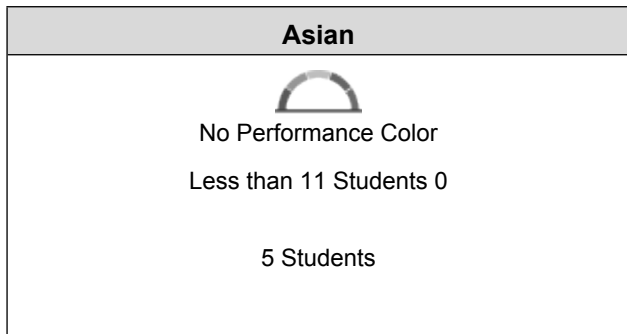 Asian
No Performance Color
Less than 11 Students 0
5 Students